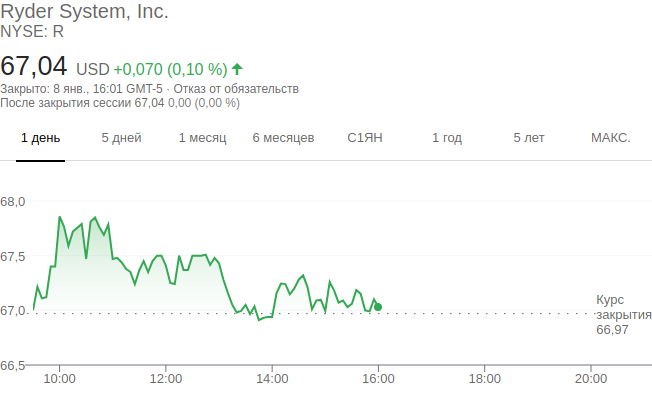 Ryder System, Inc.
NYSE: R
67,04 USD +0,070 (0,10 %)
Закрыто: 8 янв., 16:01 GMT-5 · Отказ от обязательств
После закрытия сессии 67,04 0,00 (0,00 %)
1 день 5 дней 1 месяц 6 месяцев С1ЯН 1 год 5 лет МАКС.
68,0
67,5
67,0
66,5
Курс
закрытия
66,97
10:00 12:00 14:00 16:00 18:00 20:00